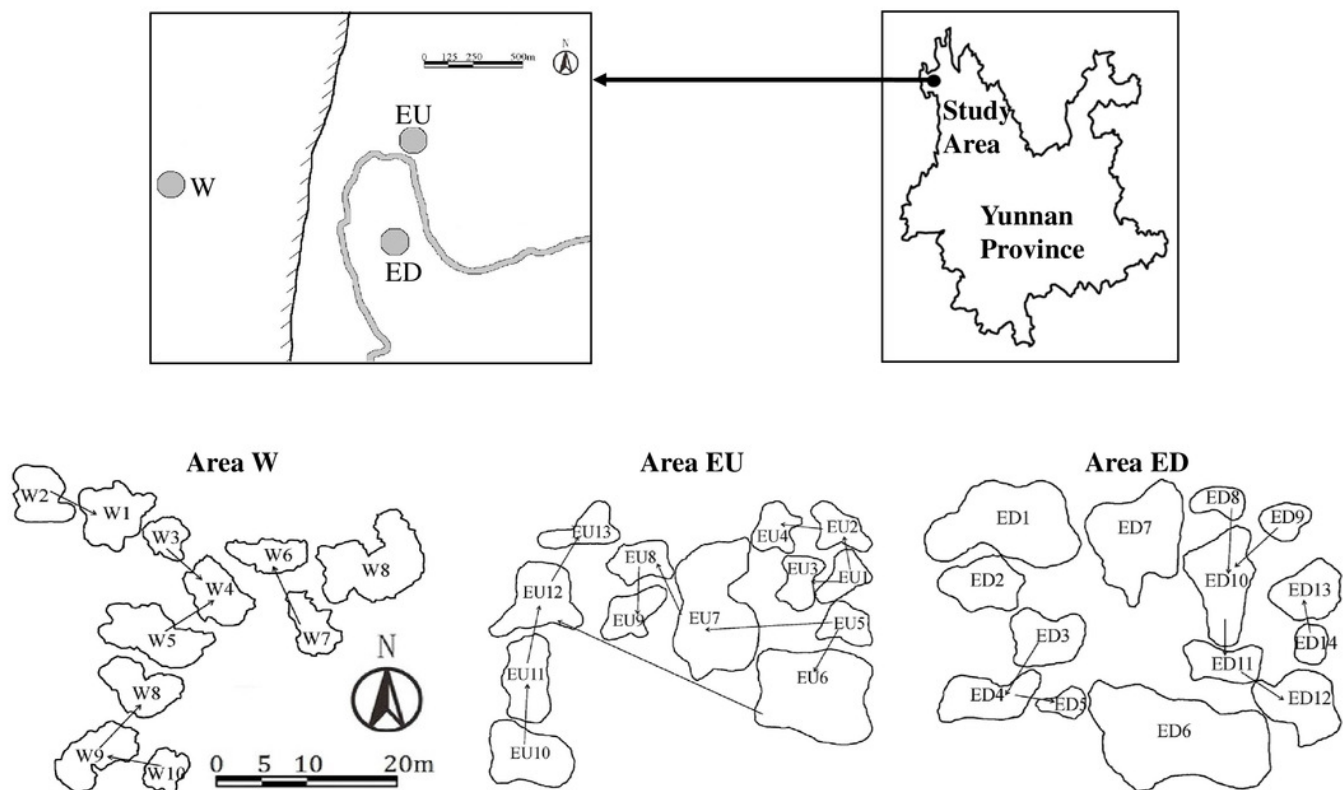 0 125 250 500m
N
EU
W
ED
Study
Area
Yunnan
Province
Area W
W2
W1
W3
W6
W8
W4
W5
W7
W8
W9
W10
N
0 5 10 20m
Area EU
EU13
EU4
EU2
EU8
EU3
EU1
EU12
EU9
EU7
EU5
EU11
EU6
EU10
Area ED
ED1
ED7
ED8
ED9
ED2
ED10
ED13
ED3
ED14
ED11
ED4
ED5
ED12
ED6